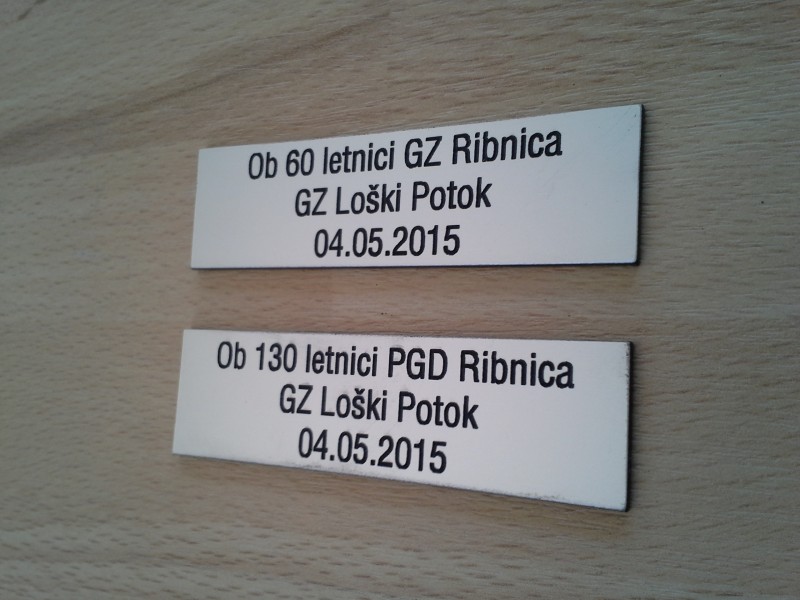 Ob 60 letnici GZ Ribnica
GZ Loški Potok
04.05.2015
Ob 130 letnici PGD Ribnica
GZ Loški Potok
04.05.2015